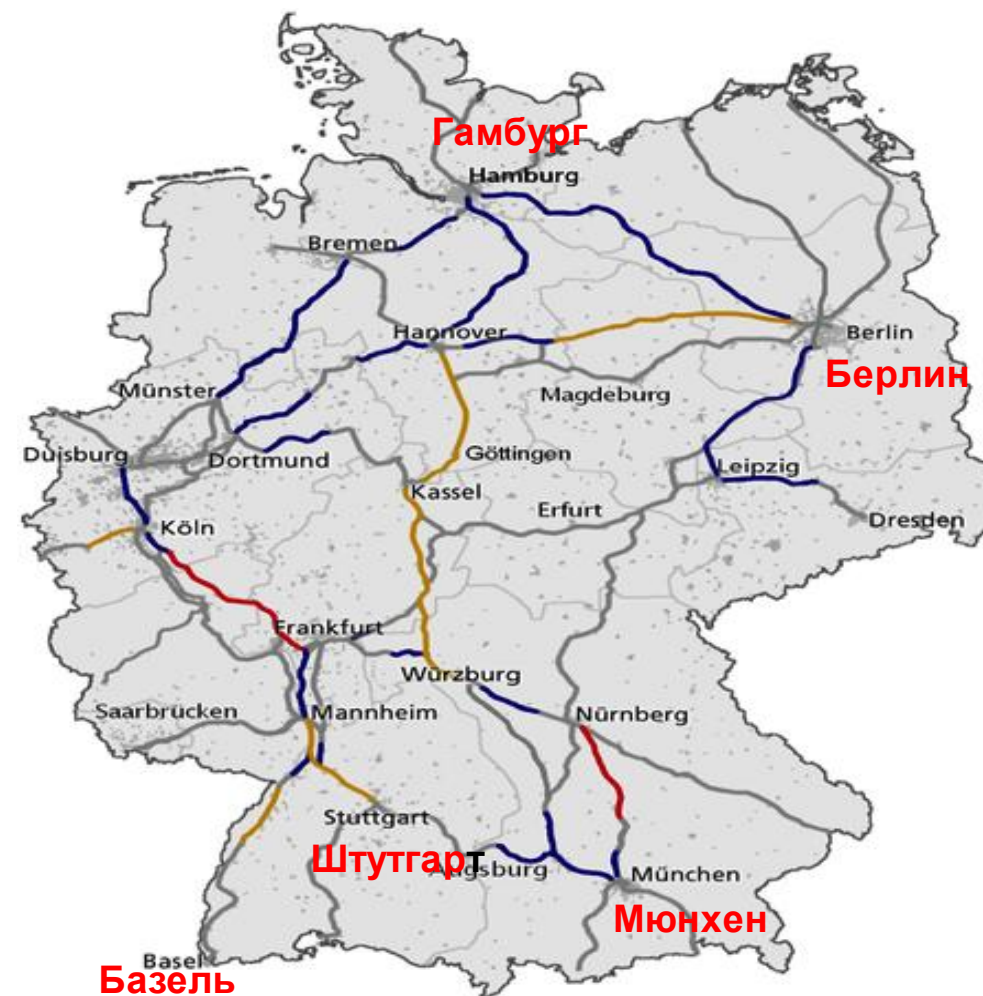 Гамбург
Hamburg
Bremen
Hannover
Berlin
Берлин
Münster
Magdeburg
Duisburg
Dortmund
Göttingen
Leipzig
Kassel
Erfurt
Dresden
Köln
Frankfurt
Würzburg
Saarbrücken
Mannheim
Nürnberg
Stuttgart
Штутгарт
Augsburg
München
Мюнхен
Basel
Базель